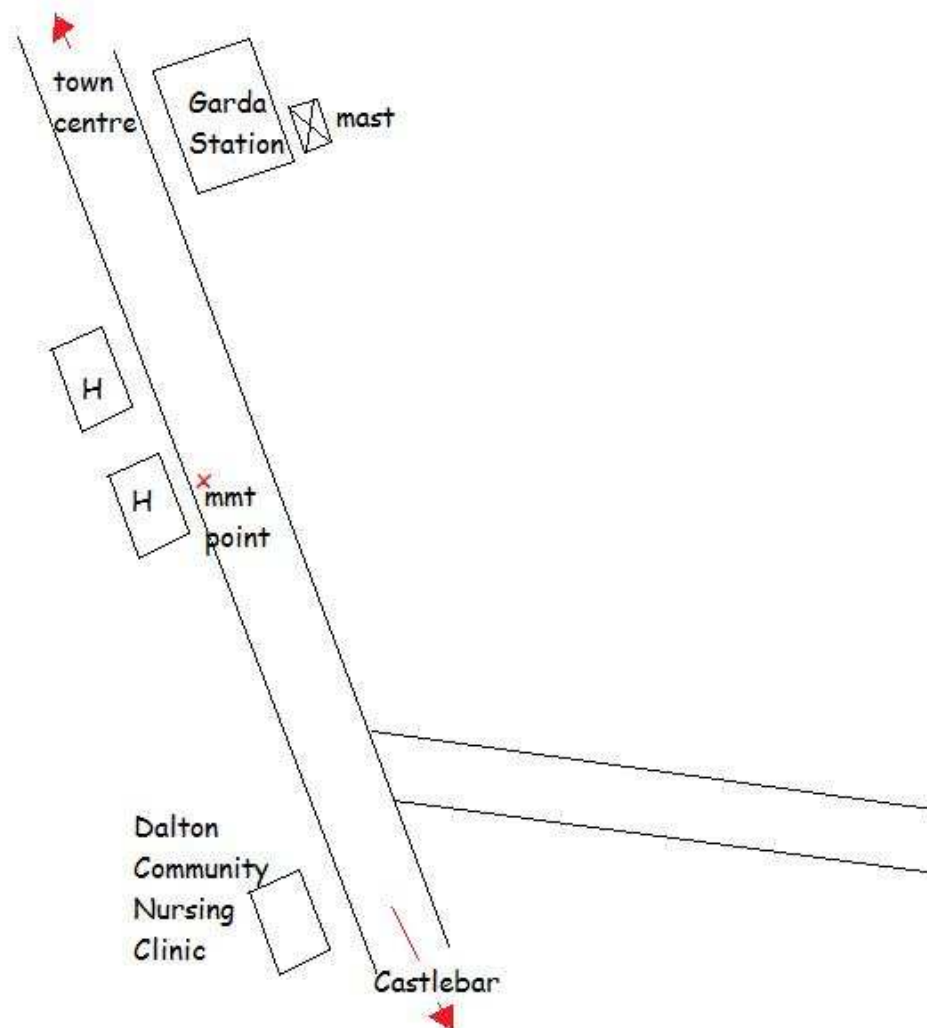 town
centre
Garda
Station
mast
H
H
mmt
point
Dalton
Community
Nursing
Clinic
Castlebar